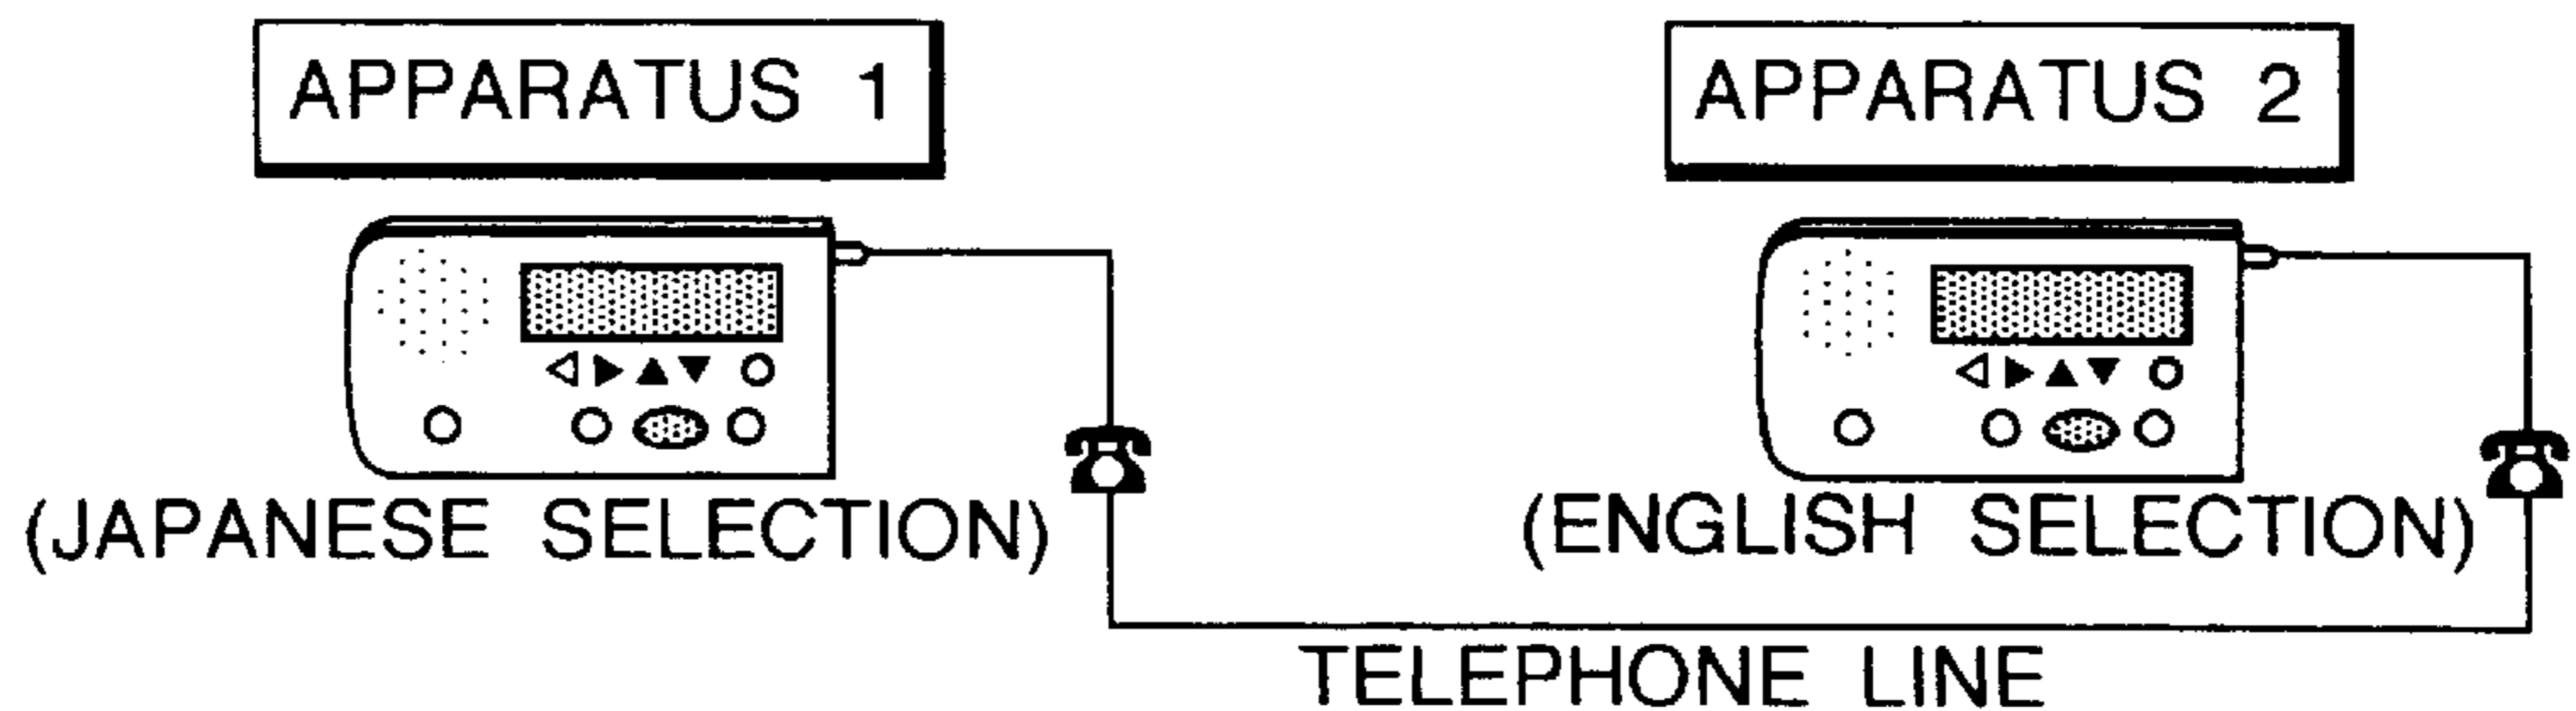 APPARATUS 1
APPARATUS 2
(JAPANESE SELECTION)
(ENGLISH SELECTION)
TELEPHONE LINE